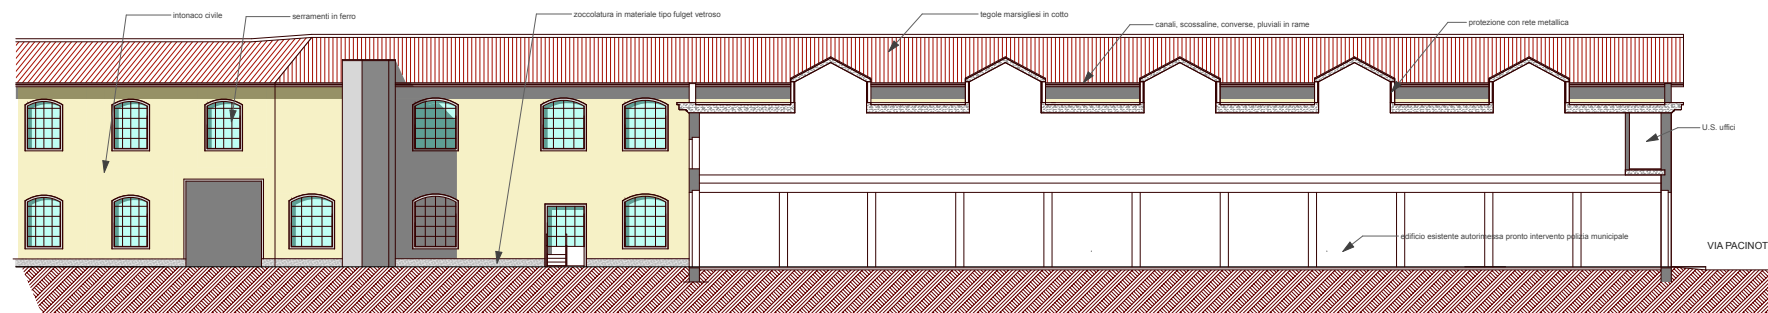 intonaco civile
serramenti in ferro
zoccolatura in materiale tipo fulget vetroso
tegole marsigliesi in cotto
canali, scossaline, converse, pluviali in rame
protezione con rete metallica
U.S. uffici
edificio esistente autorimessa pronto intervento polizia municipale
VIA PACINOT